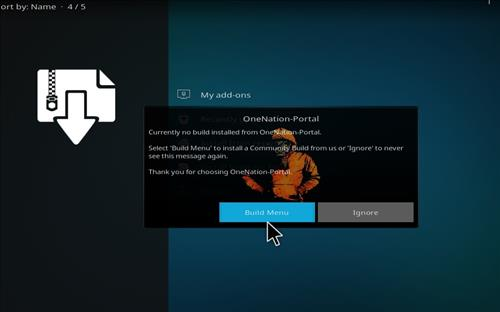 ort by: Name · 4 / 5
My add-ons
OneNation-Portal
Currently no build installed from OneNation-Portal.
Select 'Build Menu' to install a Community Build from us or 'Ignore' to never
see this message again.
Thank you for choosing OneNation-Portal.
Build Menu
Ignore